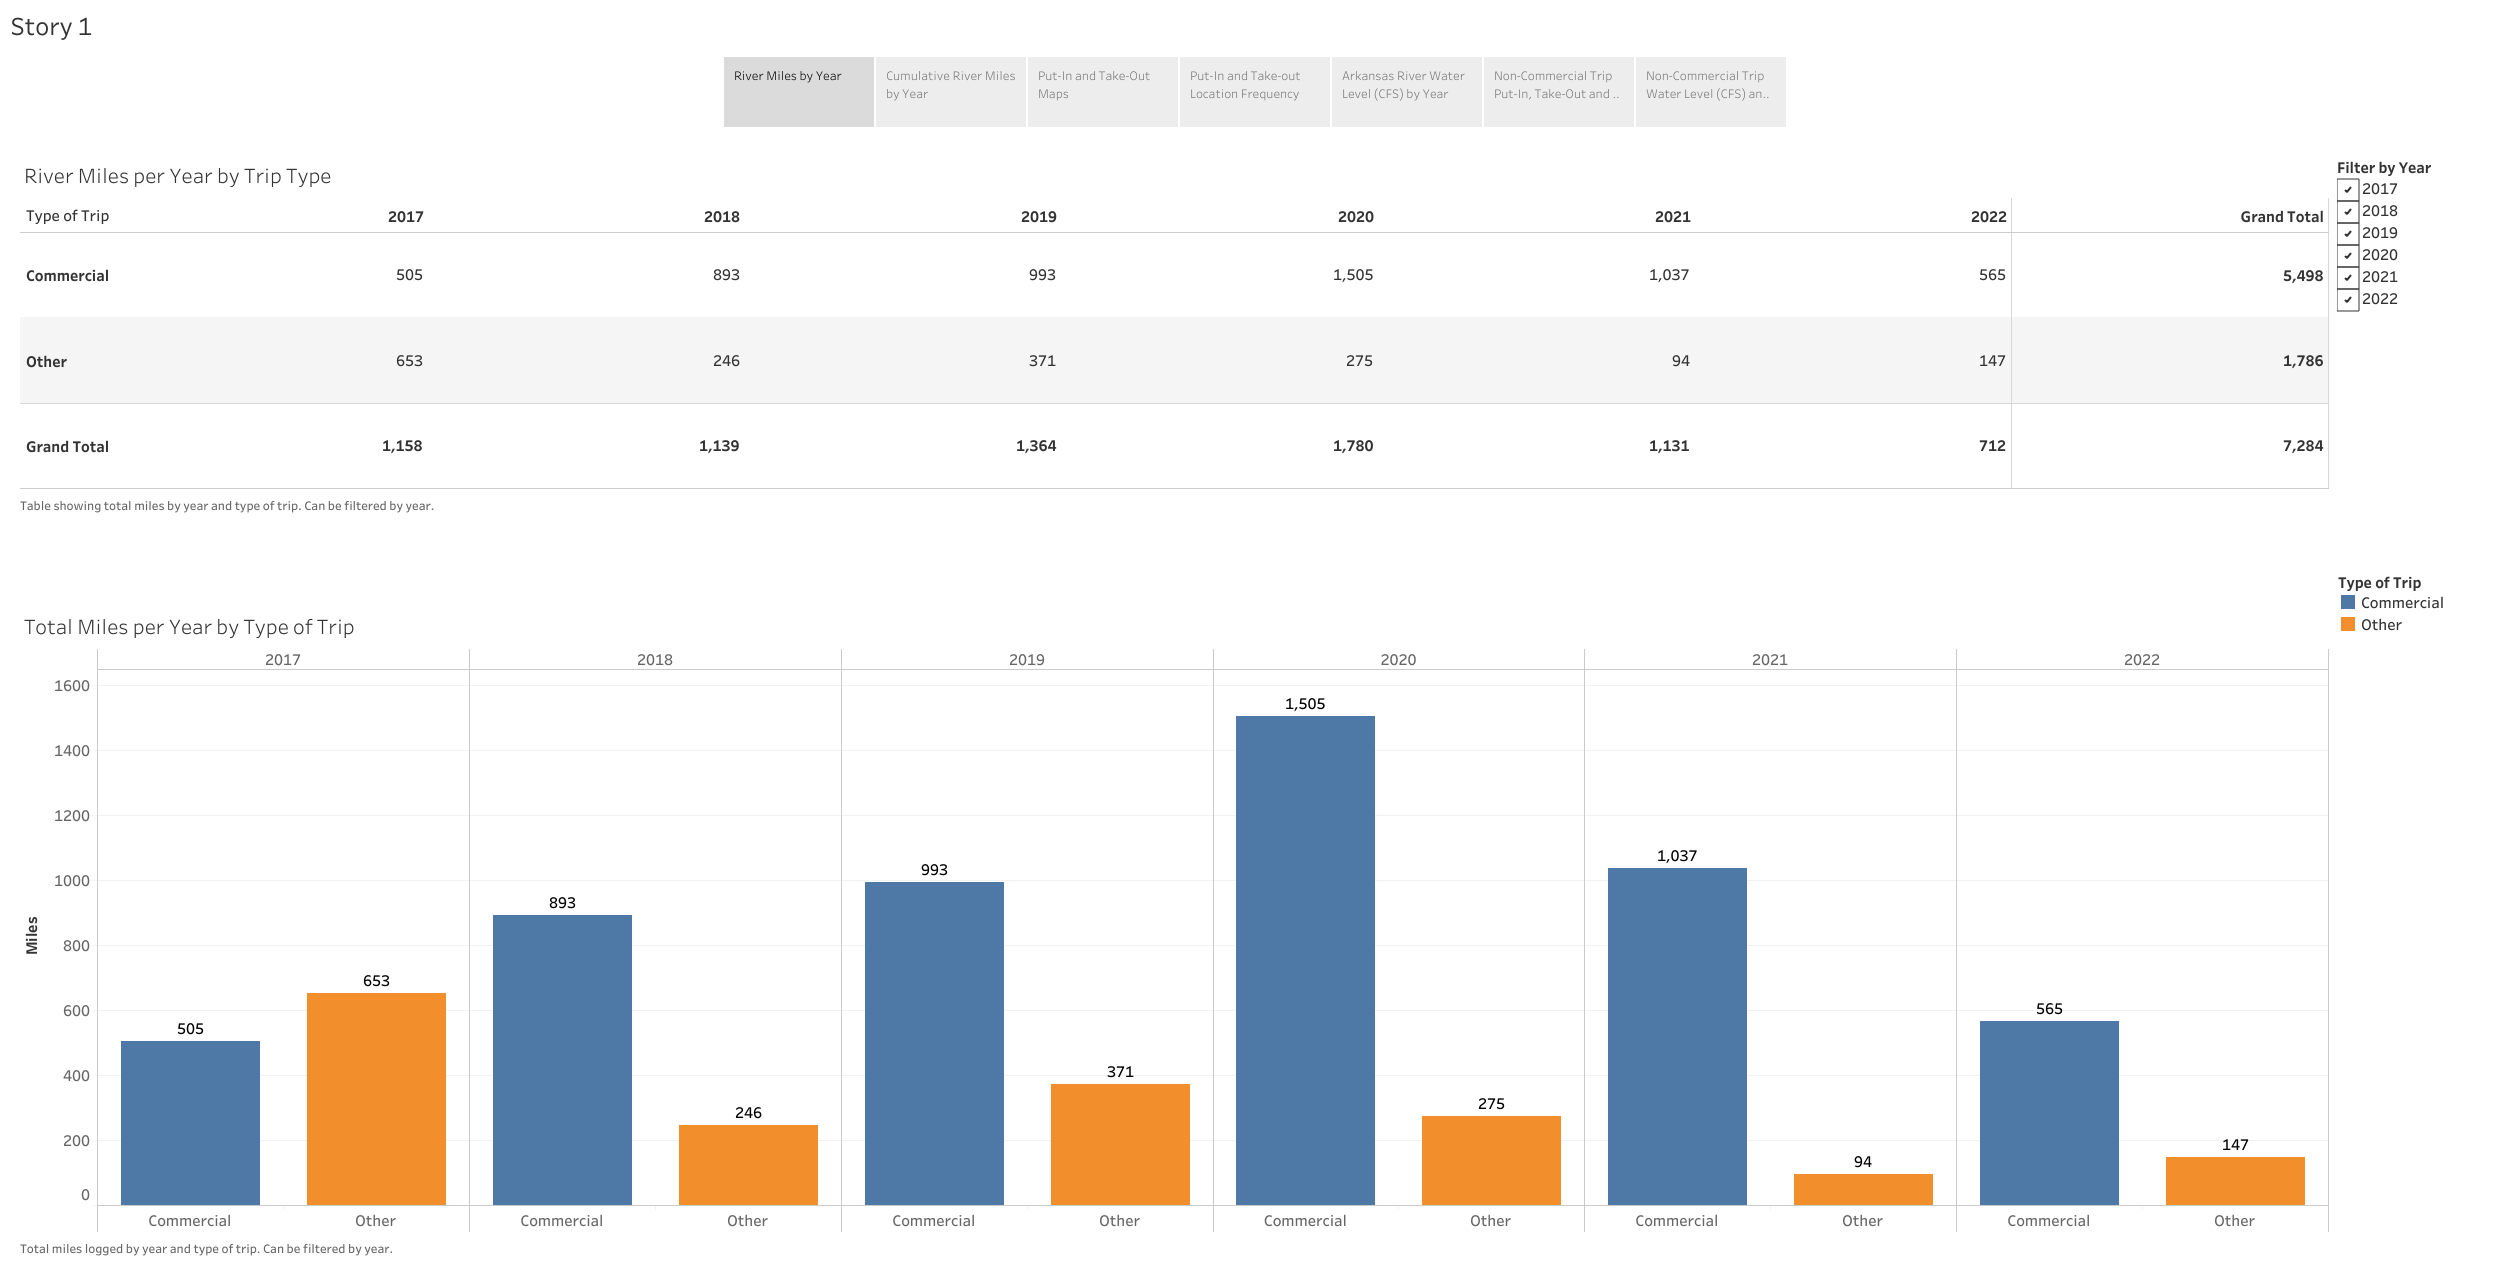 Story 1
River Miles by Year
Cumulative River Miles
by Year
Put-In and Take-Out
Maps
Put-In and Take-out
Location Frequency
Arkansas River Water
Level (CFS) by Year
Non-Commercial Trip
Put-In, Take-Out and ..
Non-Commercial Trip
Water Level (CFS) an..
River Miles per Year by Trip Type
Type of Trip 2017 2018 2019 2020 2021 2022 Grand Total
Commercial 505 893 993 1,505 1,037 565 5,498
Other 653 246 371 275 94 147 1,786
Grand Total 1,158 1,139 1,364 1,780 1,131 712 7,284
Table showing total miles by year and type of trip. Can be filtered by year.
Filter by Year
2017
2018
2019
2020
2021
2022
Type of Trip
Commercial
Other
Total Miles per Year by Type of Trip
2017 2018 2019 2020 2021 2022
1600
1400
1200
1000
800
600
400
200
0
Miles
505 653 893 246 993 371 1,505 275 1,037 94 565 147
Commercial Other Commercial Other Commercial Other Commercial Other Commercial Other Commercial Other
Total miles logged by year and type of trip. Can be filtered by year.